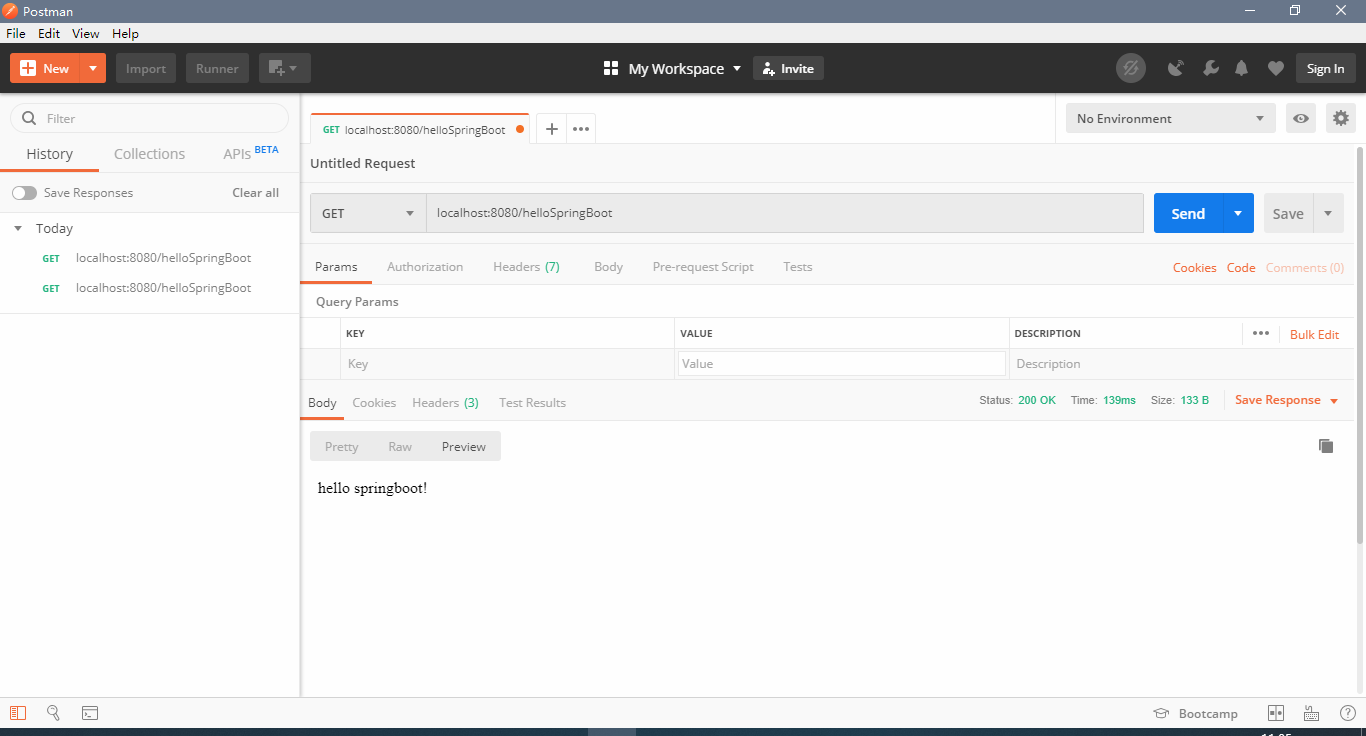 Postman
File Edit View Help
New Import Runner My Workspace Invite Sign In
Filter
History Collections APIs BETA
Save Responses Clear all
Today
GET localhost:8080/helloSpringBoot
GET localhost:8080/helloSpringBoot
GET localhost:8080/helloSpringBoot
No Environment
Untitled Request
GET localhost:8080/helloSpringBoot Send Save
Params Authorization Headers (7) Body Pre-request Script Tests Cookies Code Comments (0)
Query Params
KEY VALUE DESCRIPTION Bulk Edit
Key Value Description
Body Cookies Headers (3) Test Results Status: 200 OK Time: 139ms Size: 133 B Save Response
Pretty Raw Preview
hello springboot!
Bootcamp